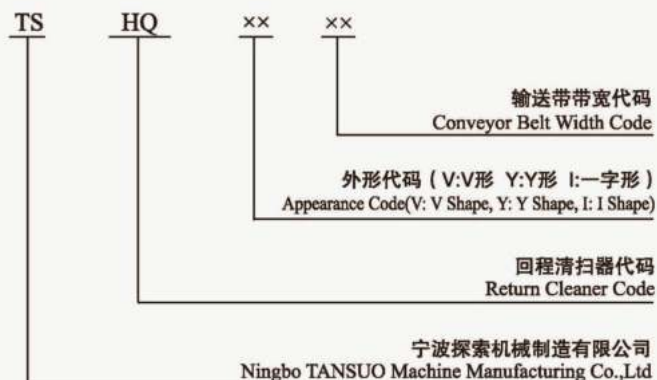 TS HQ ×× ××
输送带带宽代码
Conveyor Belt Width Code
外形代码（V:V形 Y:Y形 I:一字形）
Appearance Code(V: V Shape, Y: Y Shape, I: I Shape)
回程清扫器代码
Return Cleaner Code
宁波探索机械制造有限公司
Ningbo TANSUO Machine Manufacturing Co.,Ltd